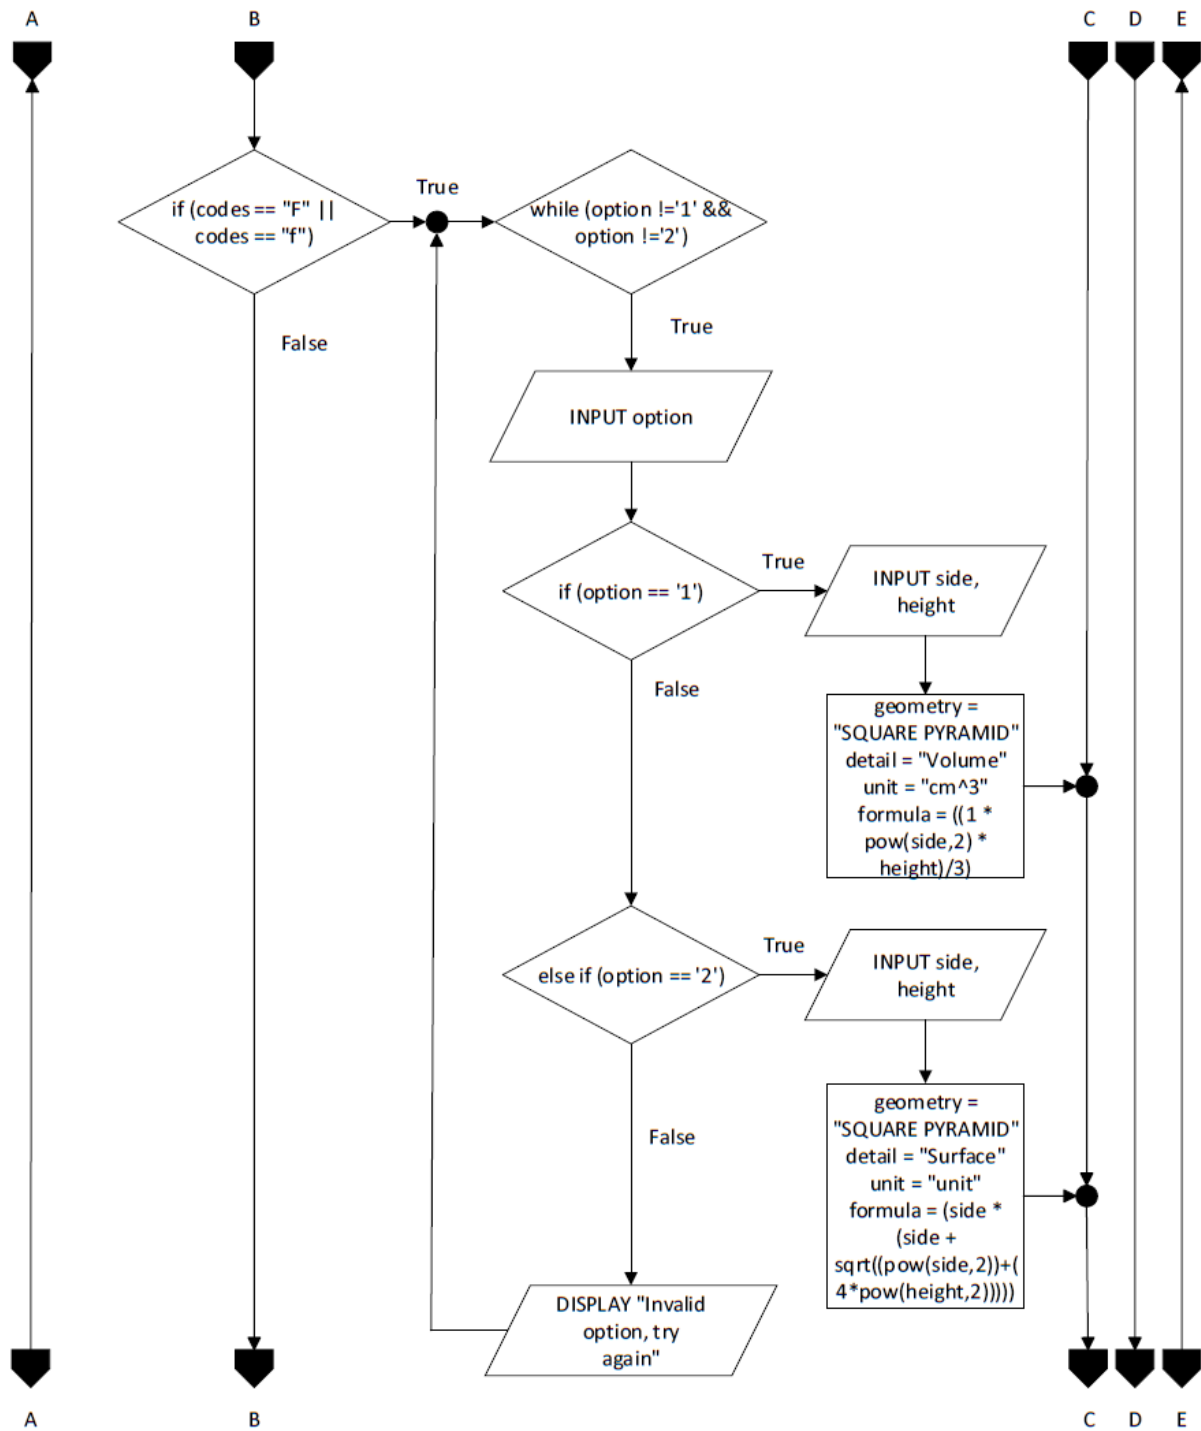 A
B
C
D
E
if (codes == "F" ||
codes == "f")
True
while (option !='1' &&
option !='2')
False
True
INPUT option
if (option == '1')
True
INPUT side,
height
False
geometry =
"SQUARE PYRAMID"
detail = "Volume"
unit = "cm^3"
formula = ((1 *
pow(side,2) *
height)/3)
else if (option == '2')
True
INPUT side,
height
False
geometry =
"SQUARE PYRAMID"
detail = "Surface"
unit = "unit"
formula = (side *
(side +
sqrt((pow(side,2))+(
4*pow(height,2)))))
DISPLAY "Invalid
option, try
again"
A
B
C
D
E